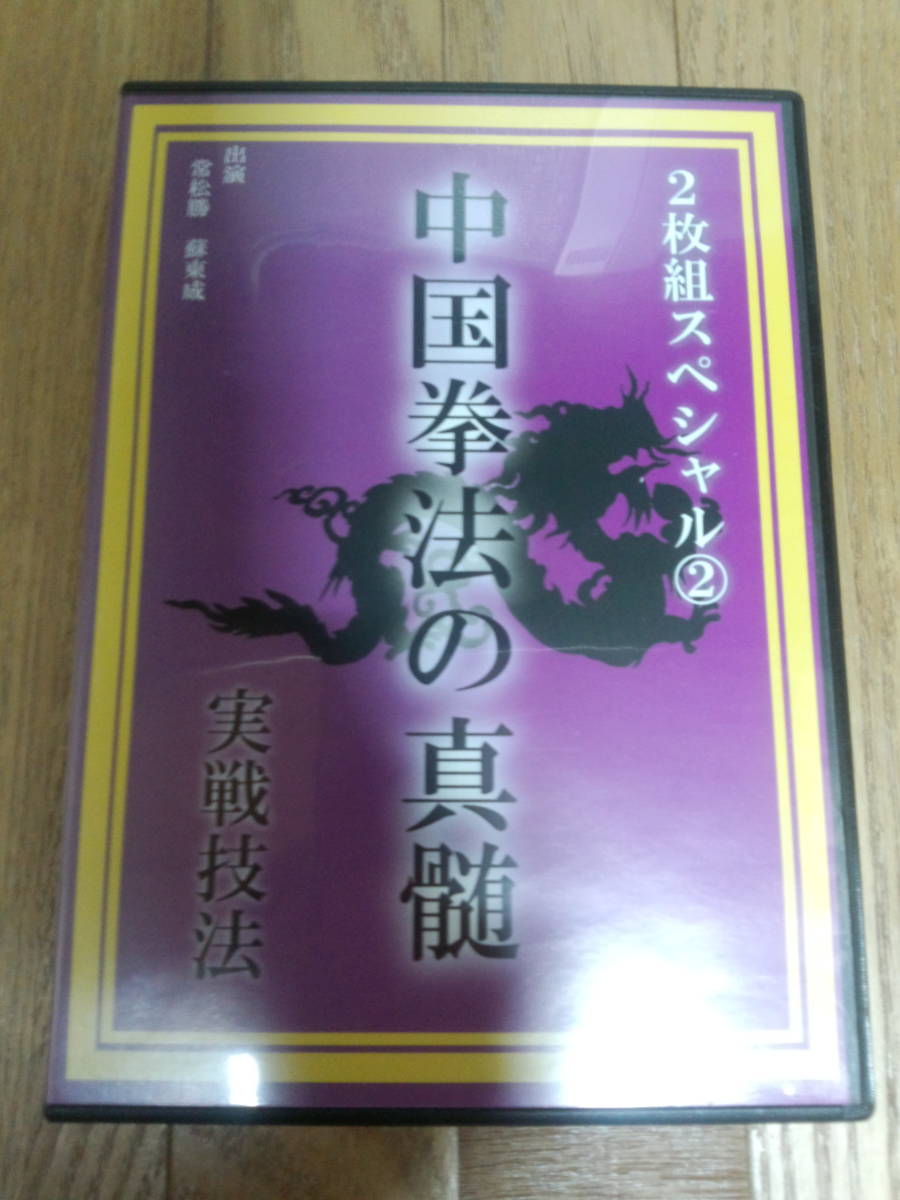 2枚組スペシャル②
中国拳法の真髄
実戦技法
出演
常松勝 蘇東成